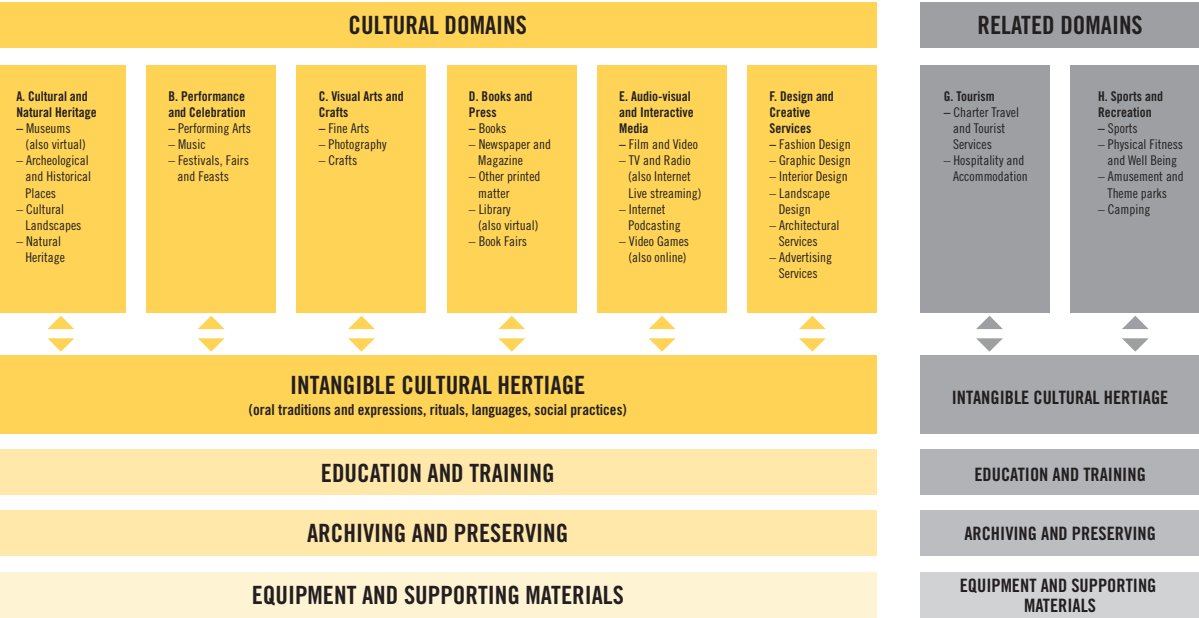 CULTURAL DOMAINS
A. Cultural and
Natural Heritage
– Museums
(also virtual)
– Archeological
and Historical
Places
– Cultural
Landscapes
– Natural
Heritage
B. Performance
and Celebration
– Performing Arts
– Music
– Festivals, Fairs
and Feasts
C. Visual Arts and
Crafts
– Fine Arts
– Photography
– Crafts
D. Books and
Press
– Books
– Newspaper and
Magazine
– Other printed
matter
– Library
(also virtual)
– Book Fairs
E. Audio-visual
and Interactive
Media
– Film and Video
– TV and Radio
(also Internet
Live streaming)
– Internet
Podcasting
– Video Games
(also online)
F. Design and
Creative
Services
– Fashion Design
– Graphic Design
– Interior Design
– Landscape
Design
– Architectural
Services
– Advertising
Services
INTANGIBLE CULTURAL HERTIAGE
(oral traditions and expressions, rituals, languages, social practices)
EDUCATION AND TRAINING
ARCHIVING AND PRESERVING
EQUIPMENT AND SUPPORTING MATERIALS
RELATED DOMAINS
G. Tourism
– Charter Travel
and Tourist
Services
– Hospitality and
Accommodation
H. Sports and
Recreation
– Sports
– Physical Fitness
and Well Being
– Amusement and
Theme parks
– Camping
INTANGIBLE CULTURAL HERTIAGE
EDUCATION AND TRAINING
ARCHIVING AND PRESERVING
EQUIPMENT AND SUPPORTING
MATERIALS